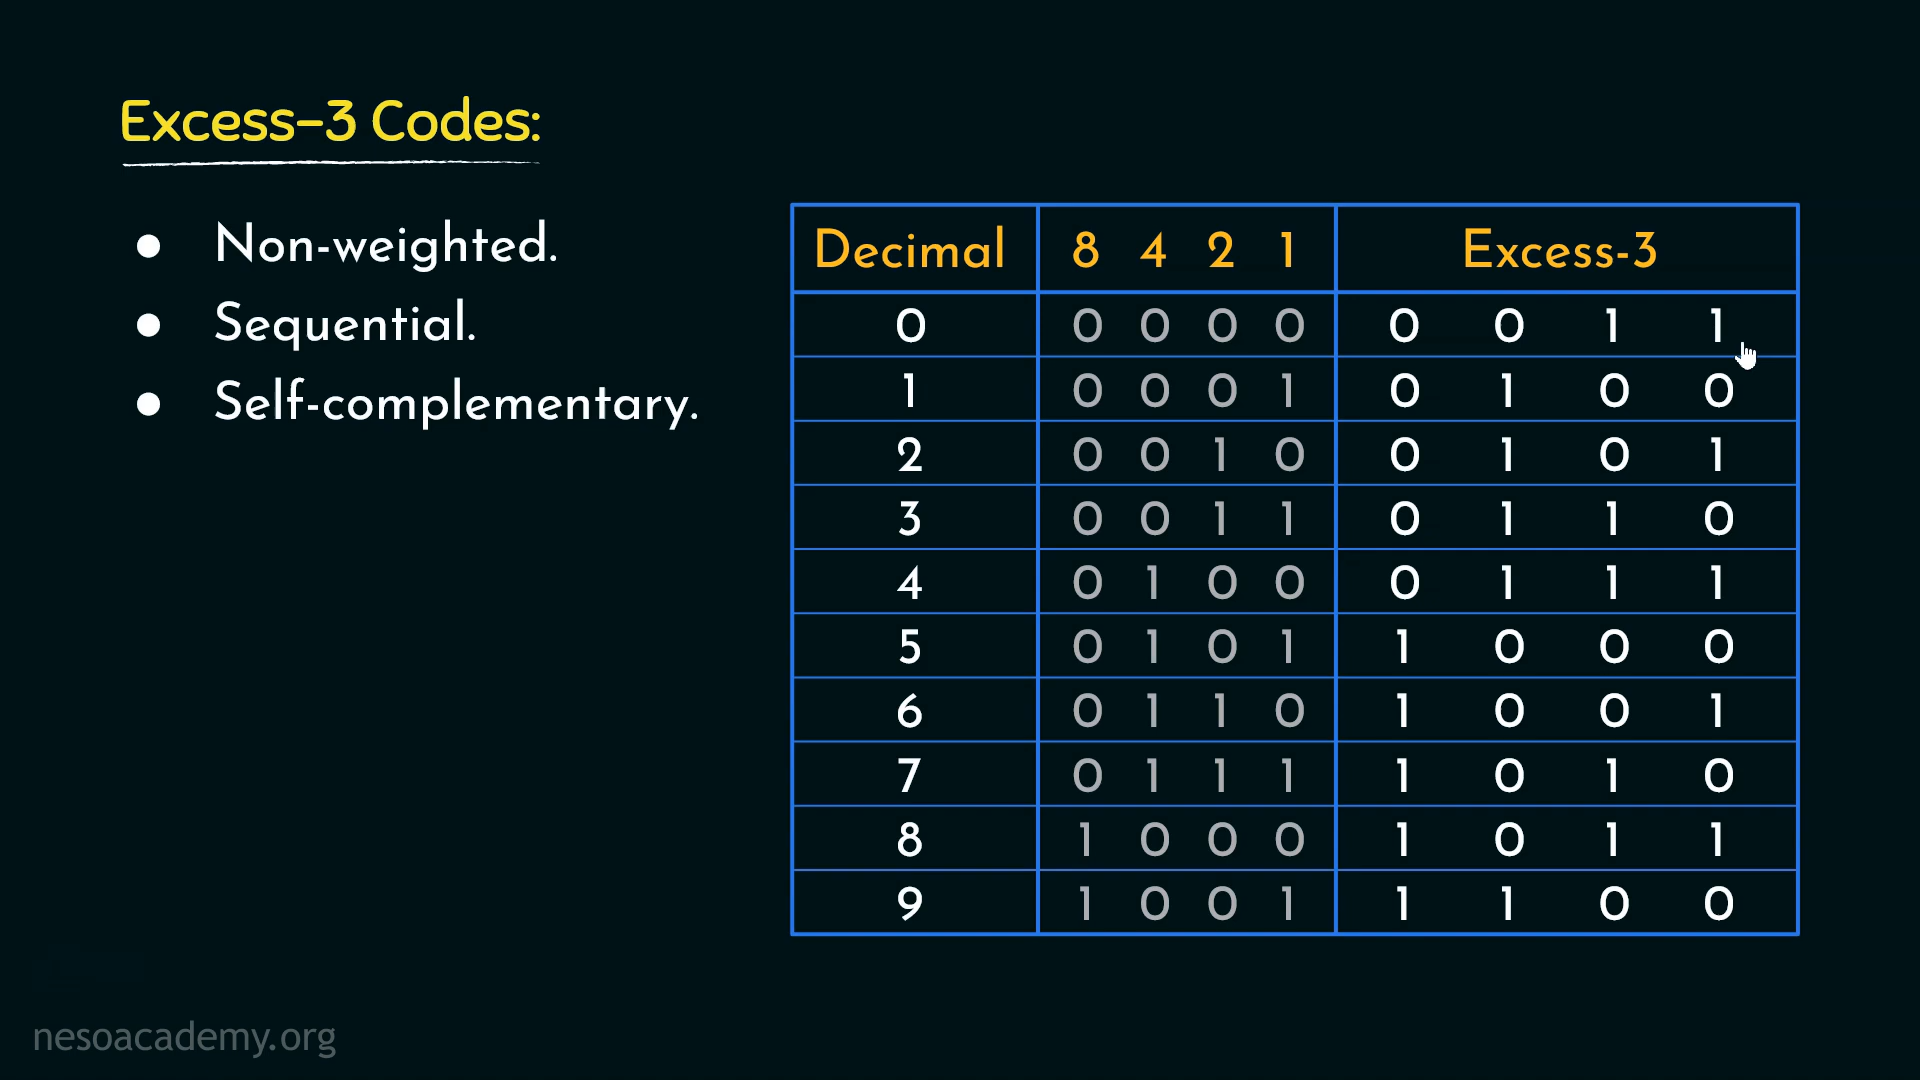 Excess-3 Codes:
● Non-weighted.
● Sequential.
● Self-complementary.
Decimal 8 4 2 1 Excess-3
0 0 0 0 0 0 0 1 1
1 0 0 0 1 0 1 0 0
2 0 0 1 0 0 1 0 1
3 0 0 1 1 0 1 1 0
4 0 1 0 0 0 1 1 1
5 0 1 0 1 1 0 0 0
6 0 1 1 0 1 0 0 1
7 0 1 1 1 1 0 1 0
8 1 0 0 0 1 0 1 1
9 1 0 0 1 1 1 0 0
nesoacademy.org